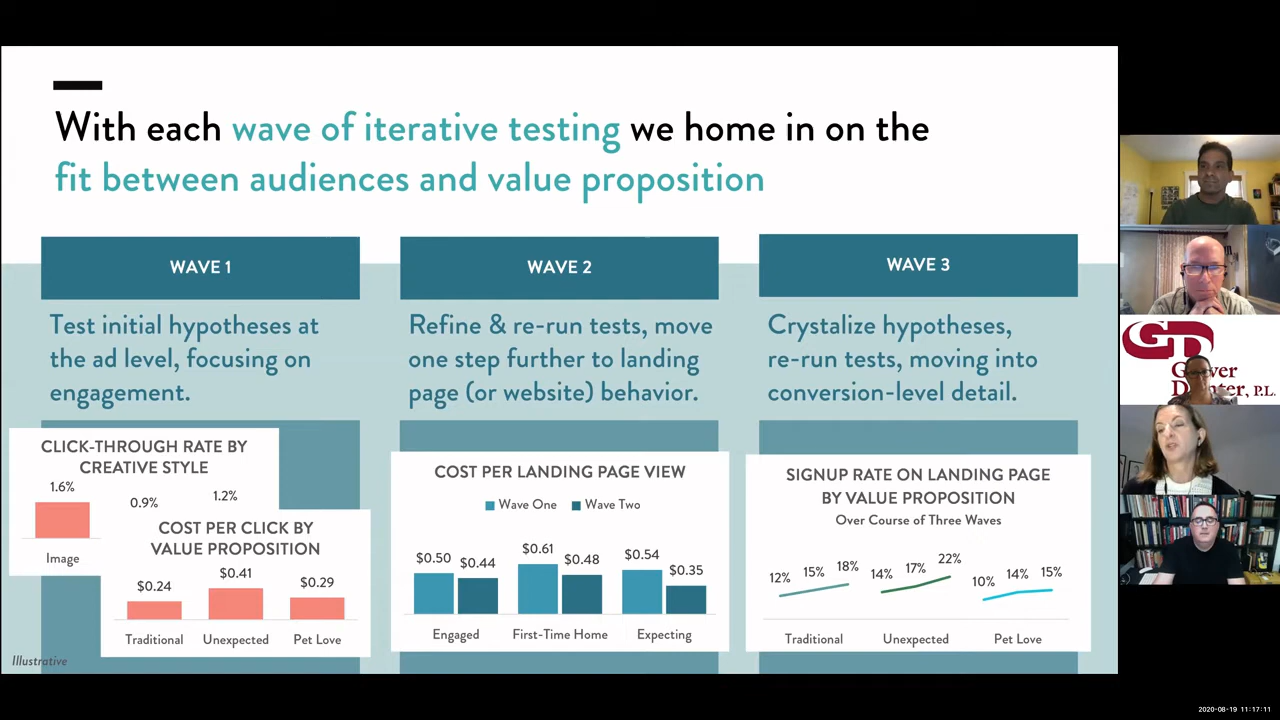 With each wave of iterative testing we home in on the
fit between audiences and value proposition
WAVE 1
Test initial hypotheses at
the ad level, focusing on
engagement.
CLICK-THROUGH RATE BY
CREATIVE STYLE
1.6%
0.9%
1.2%
Image
COST PER CLICK BY
VALUE PROPOSITION
$0.24
$0.41
$0.29
Traditional
Unexpected
Pet Love
Illustrative
WAVE 2
Refine & re-run tests, move
one step further to landing
page (or website) behavior.
COST PER LANDING PAGE VIEW
Wave One
Wave Two
$0.50
$0.44
$0.61
$0.48
$0.54
$0.35
Engaged
First-Time Home
Expecting
WAVE 3
Crystalize hypotheses,
re-run tests, moving into
conversion-level detail.
SIGNUP RATE ON LANDING PAGE
BY VALUE PROPOSITION
Over Course of Three Waves
12%
15%
18%
14%
17%
22%
10%
14%
15%
Traditional
Unexpected
Pet Love
GD
, P.L.
2020-08-19 11:17:11